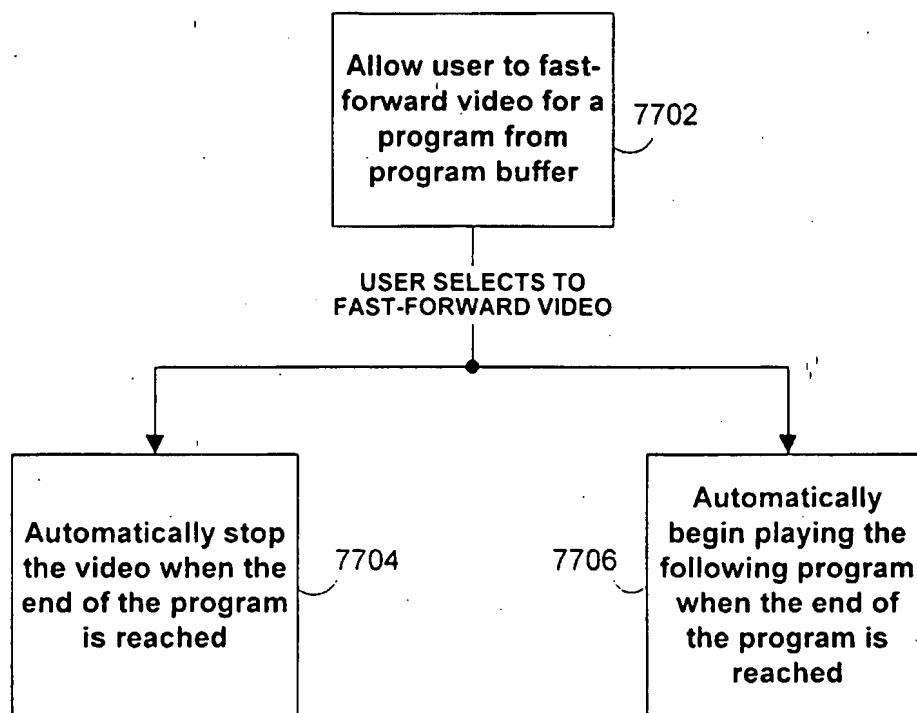 Allow user to fast-
forward video for a
program from
program buffer
7702
USER SELECTS TO
FAST-FORWARD VIDEO
Automatically stop
the video when the
end of the program
is reached
7704
7706
Automatically
begin playing the
following program
when the end of
the program is
reached